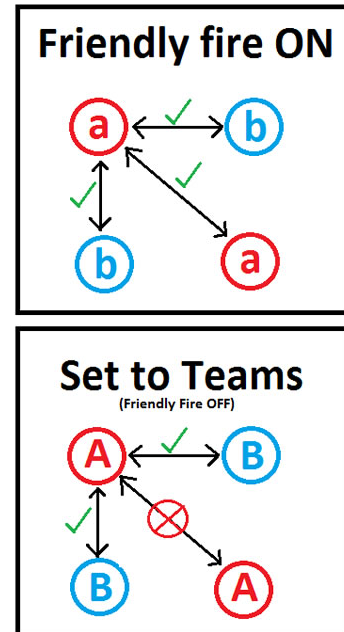 Friendly fire ON
a
b
b
a
Set to Teams
(Friendly Fire OFF)
A
B
B
A